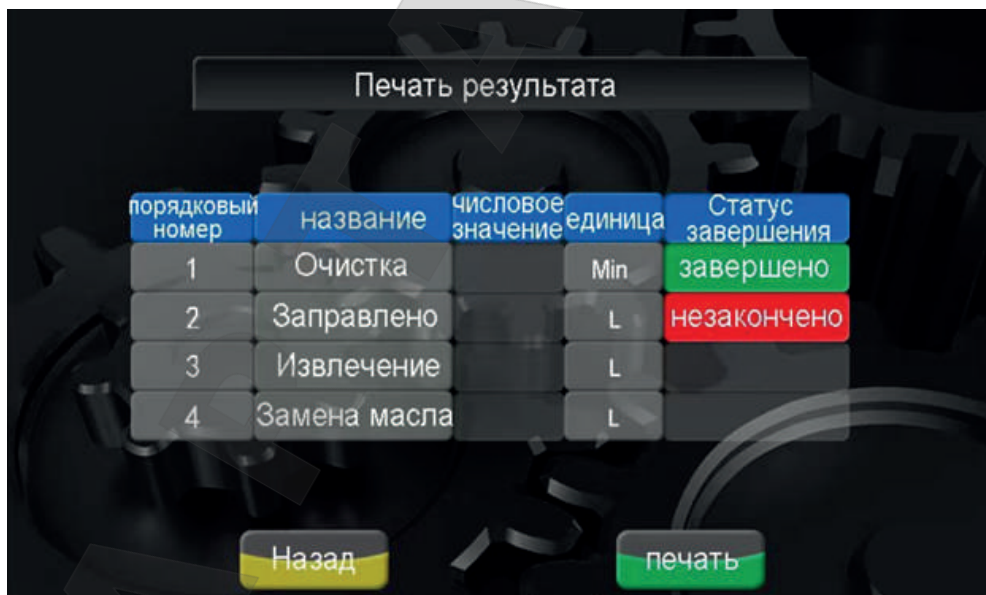 Печать результата
порядковый номер название числовое значение единица Статус завершения
1 Очистка Min завершено
2 Заправлено L незакончено
3 Извлечение L
4 Замена масла L
Назад печать